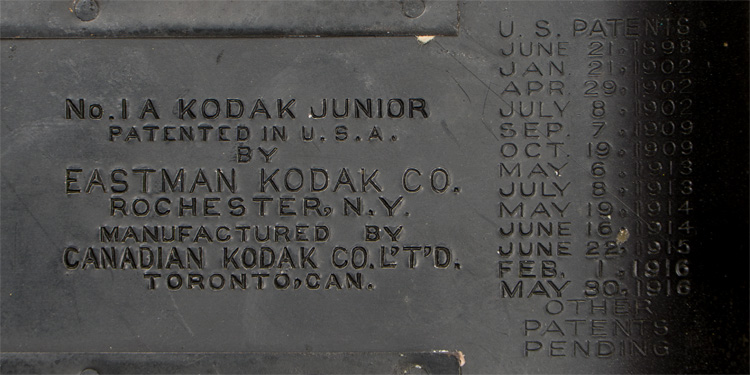 No. 1A KODAK JUNIOR
PATENTED IN U.S.A.
BY
EASTMAN KODAK CO.
ROCHESTER, N.Y.
MANUFACTURED BY
CANADIAN KODAK CO. L'T'D.
TORONTO, CAN.
U.S. PATENTS
JUNE 21, 1898
JAN 21, 1902
APR. 29, 1902
JULY 8, 1902
SEP. 7, 1909
OCT 19, 1909
MAY 6, 1913
JULY 8, 1913
MAY 19, 1914
JUNE 16, 1914
JUNE 22, 1915
FEB. 1, 1916
MAY 30, 1916
OTHER
PATENTS
PENDING